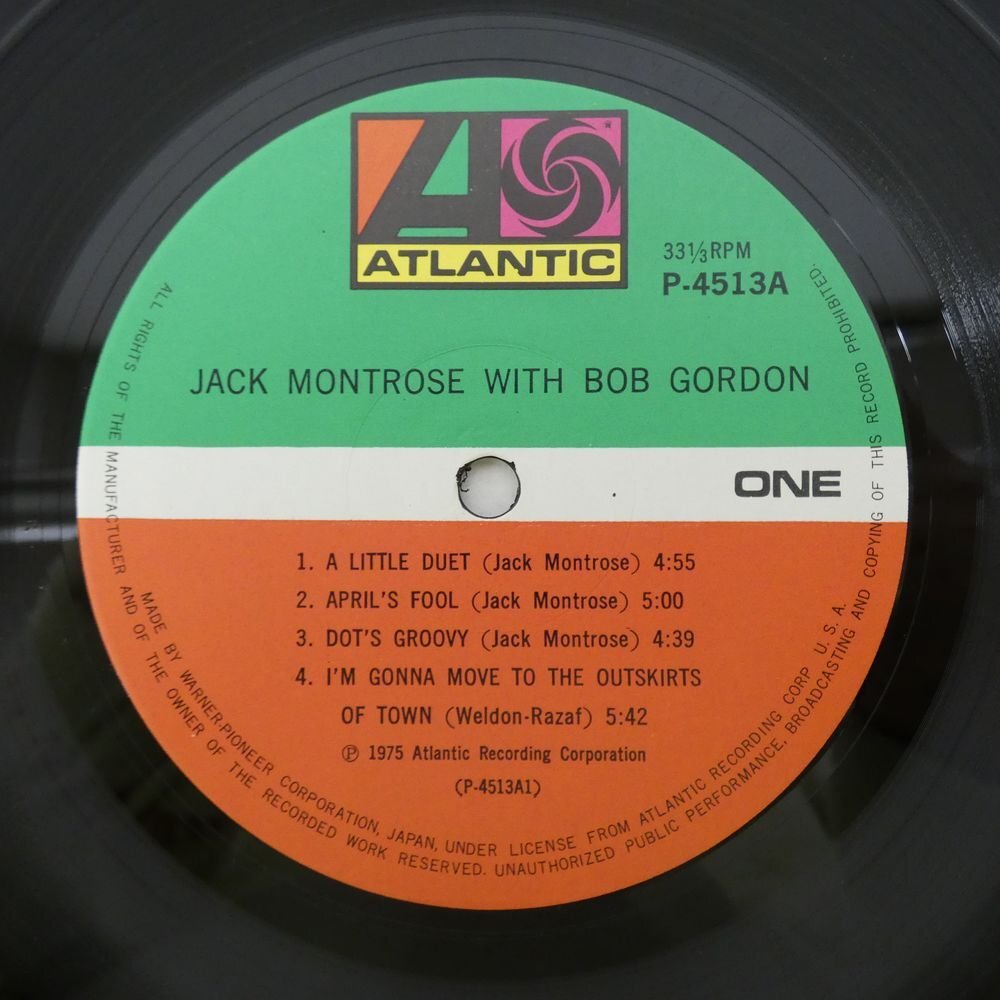 ATLANTIC
33⅓ RPM
P-4513A
JACK MONTROSE WITH BOB GORDON
ONE
1. A LITTLE DUET (Jack Montrose) 4:55
2. APRIL'S FOOL (Jack Montrose) 5:00
3. DOT'S GROOVY (Jack Montrose) 4:39
4. I'M GONNA MOVE TO THE OUTSKIRTS
OF TOWN (Weldon-Razaf) 5:42
℗ 1975 Atlantic Recording Corporation
(P-4513A1)
MADE BY WARNER-PIONEER CORPORATION, JAPAN, UNDER LICENSE FROM ATLANTIC RECORDING CORP U. S. A.
ALL RIGHTS OF THE MANUFACTURER AND OF THE OWNER OF THE RECORDED WORK RESERVED. UNAUTHORIZED PUBLIC PERFORMANCE, BROADCASTING AND COPYING OF THIS RECORD PROHIBITED.